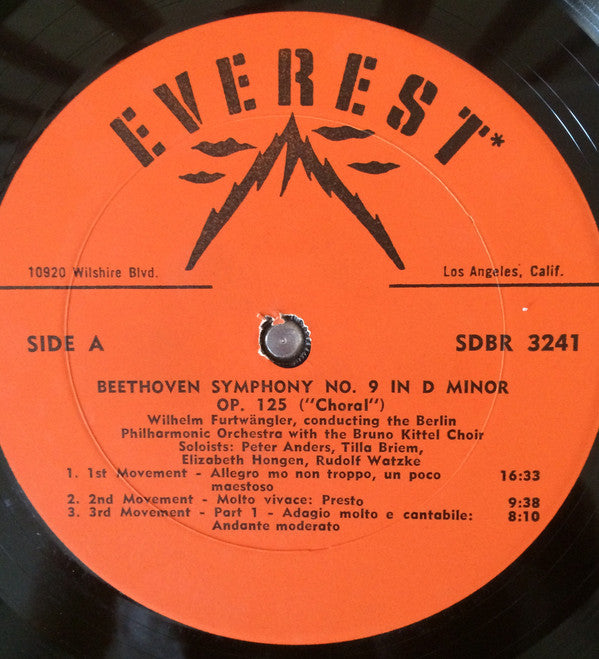 EVEREST*
10920 Wilshire Blvd.
Los Angeles, Calif.
SIDE A
SDBR 3241
BEETHOVEN SYMPHONY NO. 9 IN D MINOR
OP. 125 ("Choral")
Wilhelm Furtwängler, conducting the Berlin
Philharmonic Orchestra with the Bruno Kittel Choir
Soloists: Peter Anders, Tilla Briem,
Elizabeth Hongen, Rudolf Watzke
1. 1st Movement - Allegro mo non troppo, un poco
maestoso 16:33
2. 2nd Movement - Molto vivace: Presto 9:38
3. 3rd Movement - Part 1 - Adagio molto e cantabile: 8:10
Andante moderato